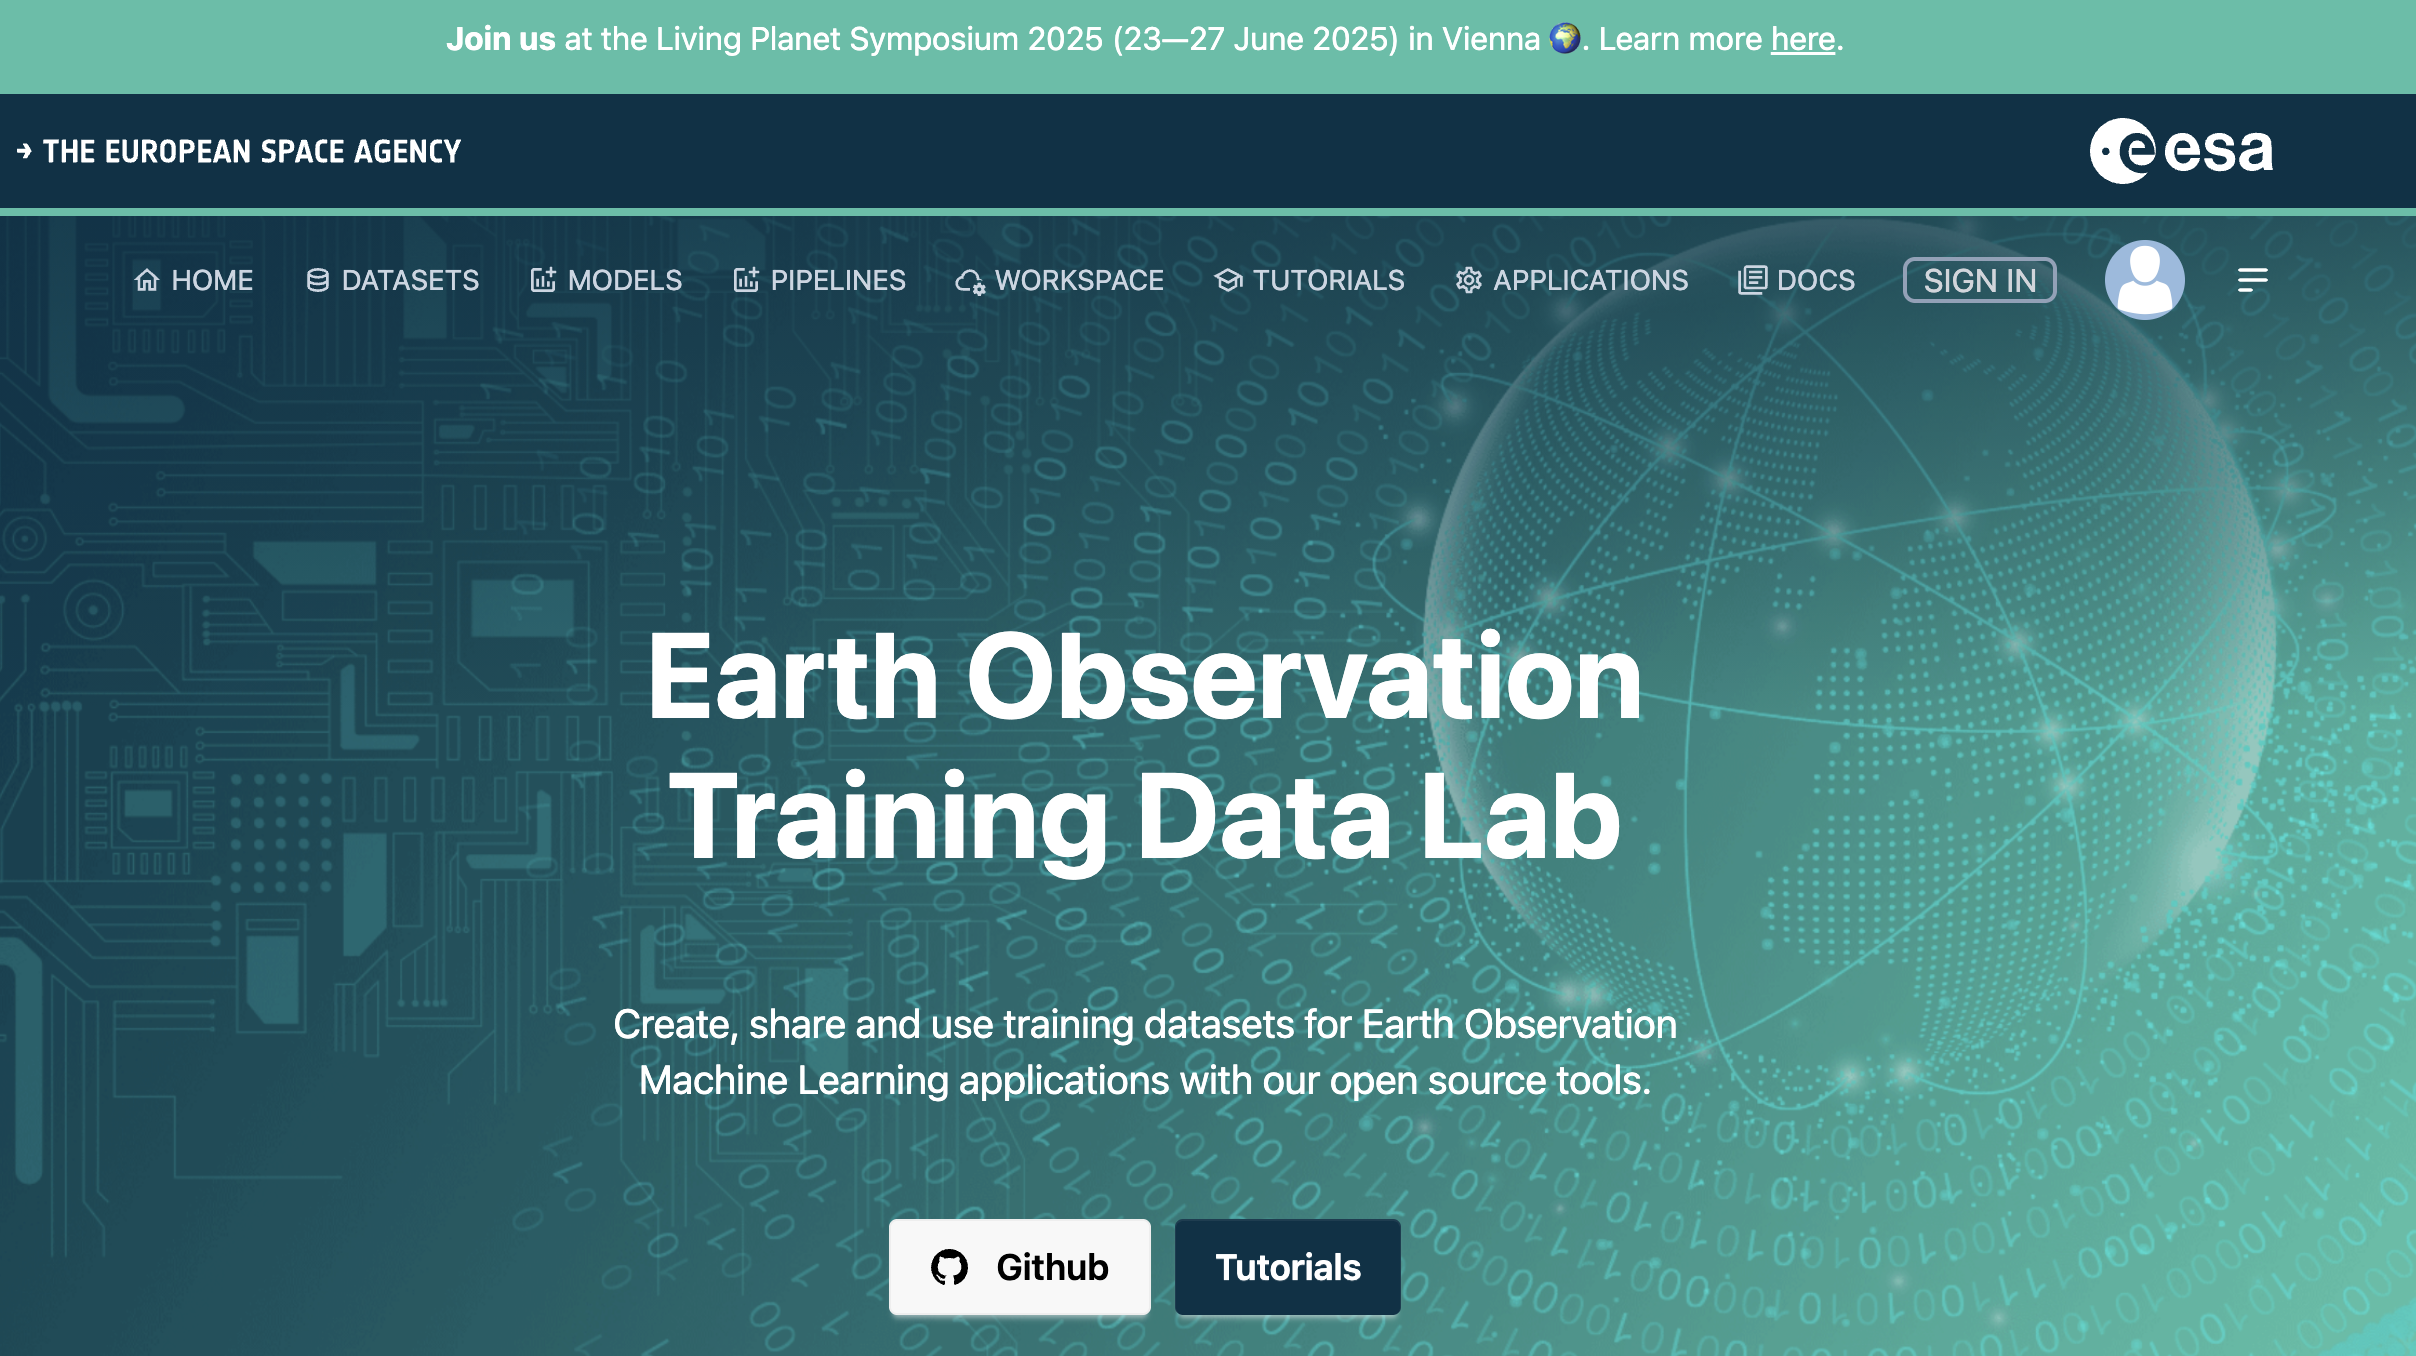 Join us at the Living Planet Symposium 2025 (23—27 June 2025) in Vienna 🌍. Learn more here.
→ THE EUROPEAN SPACE AGENCY
esa
HOME DATASETS MODELS PIPELINES WORKSPACE TUTORIALS APPLICATIONS DOCS SIGN IN
Earth Observation
Training Data Lab
Create, share and use training datasets for Earth Observation
Machine Learning applications with our open source tools.
Github Tutorials